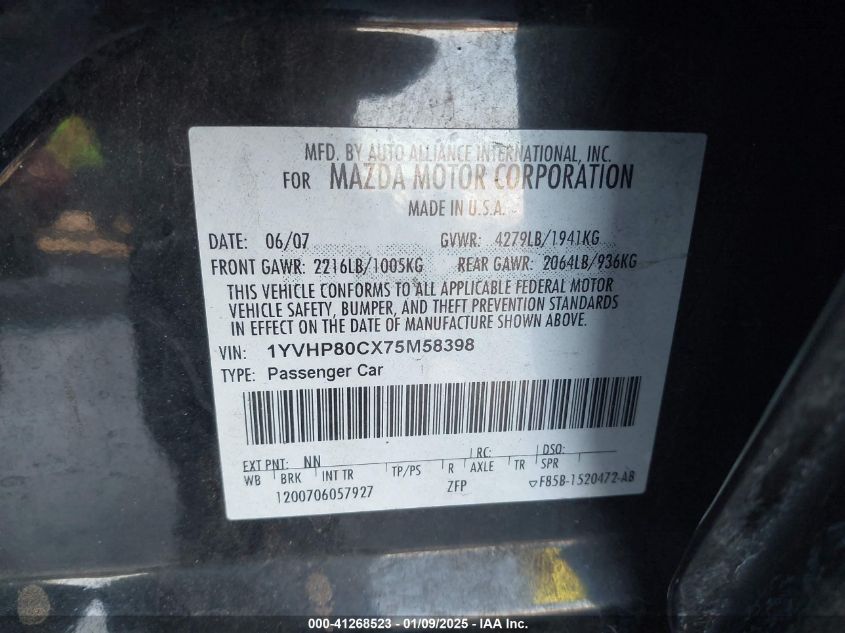 MFD. BY AUTO ALLIANCE INTERNATIONAL, INC.
FOR MAZDA MOTOR CORPORATION
MADE IN U.S.A.
DATE: 06/07 GVWR: 4279LB/1941KG
FRONT GAWR: 2216LB/1005KG REAR GAWR: 2064LB/936KG
THIS VEHICLE CONFORMS TO ALL APPLICABLE FEDERAL MOTOR
VEHICLE SAFETY, BUMPER, AND THEFT PREVENTION STANDARDS
IN EFFECT ON THE DATE OF MANUFACTURE SHOWN ABOVE.
VIN: 1YVHP80CX75M58398
TYPE: Passenger Car
EXT PNT: NN RC: DSO:
WB BRK INT TR TP/PS R AXLE TR SPR
1200706057927 ZFP ▽F85B-1520472-AB
000-41268523 - 01/09/2025 - IAA Inc.